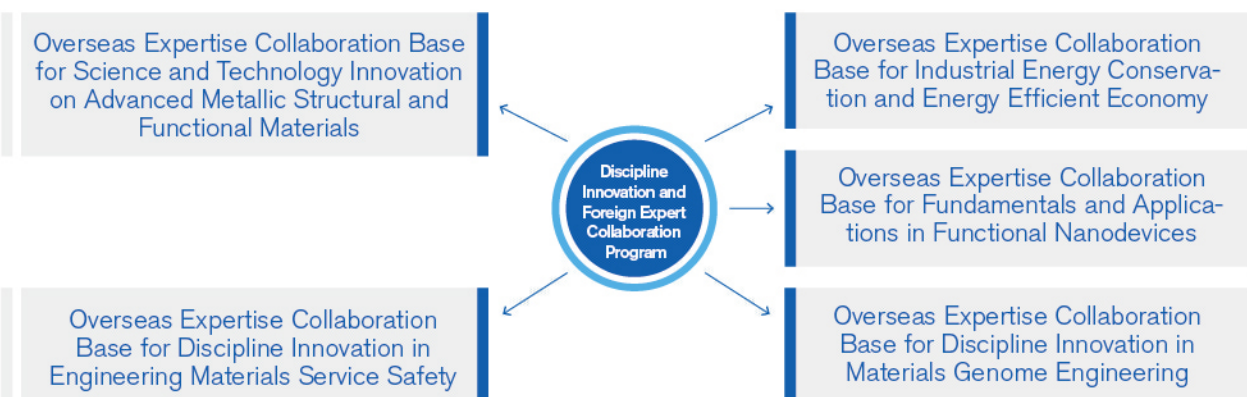 Overseas Expertise Collaboration Base
for Science and Technology Innovation
on Advanced Metallic Structural and
Functional Materials
Overseas Expertise Collaboration
Base for Discipline Innovation in
Engineering Materials Service Safety
Discipline
Innovation and
Foreign Expert
Collaboration
Program
Overseas Expertise Collaboration
Base for Industrial Energy Conserva-
tion and Energy Efficient Economy
Overseas Expertise Collaboration
Base for Fundamentals and Applica-
tions in Functional Nanodevices
Overseas Expertise Collaboration
Base for Discipline Innovation in
Materials Genome Engineering